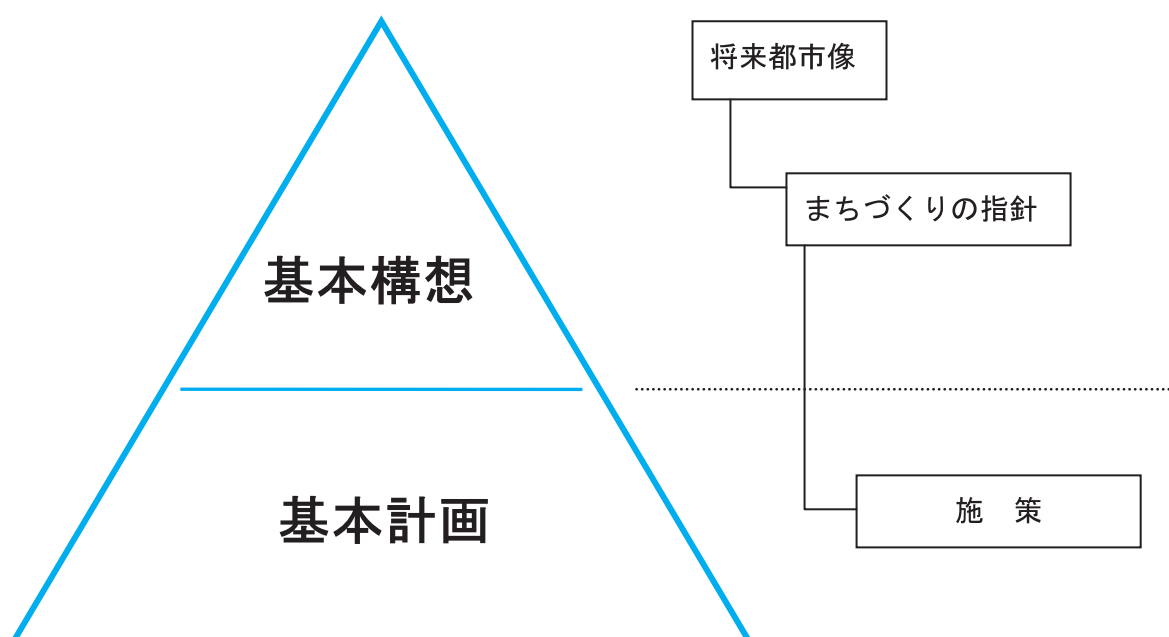 将来都市像
まちづくりの指針
基本構想
基本計画
施　策